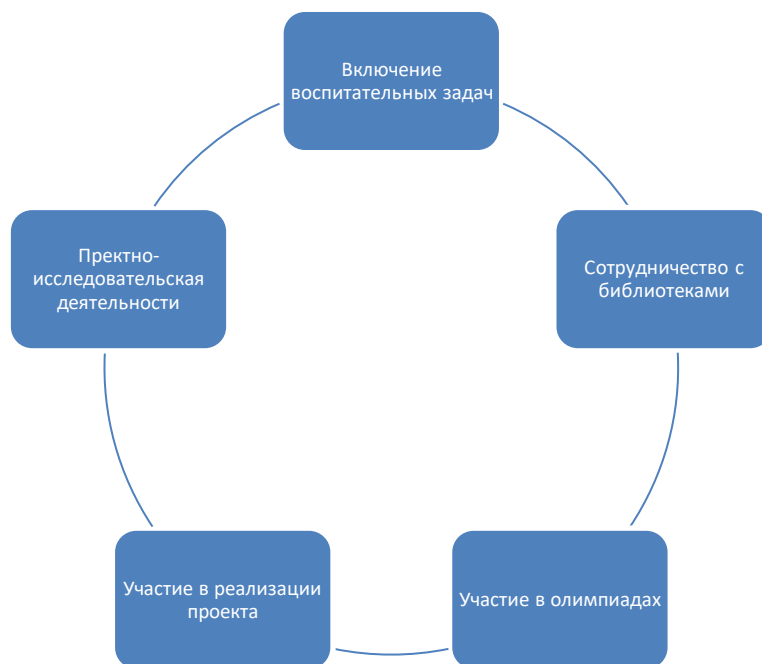 Включение
воспитательных задач
Сотрудничество с
библиотеками
Участие в олимпиадах
Участие в реализации
проекта
Пректно-
исследовательская
деятельности